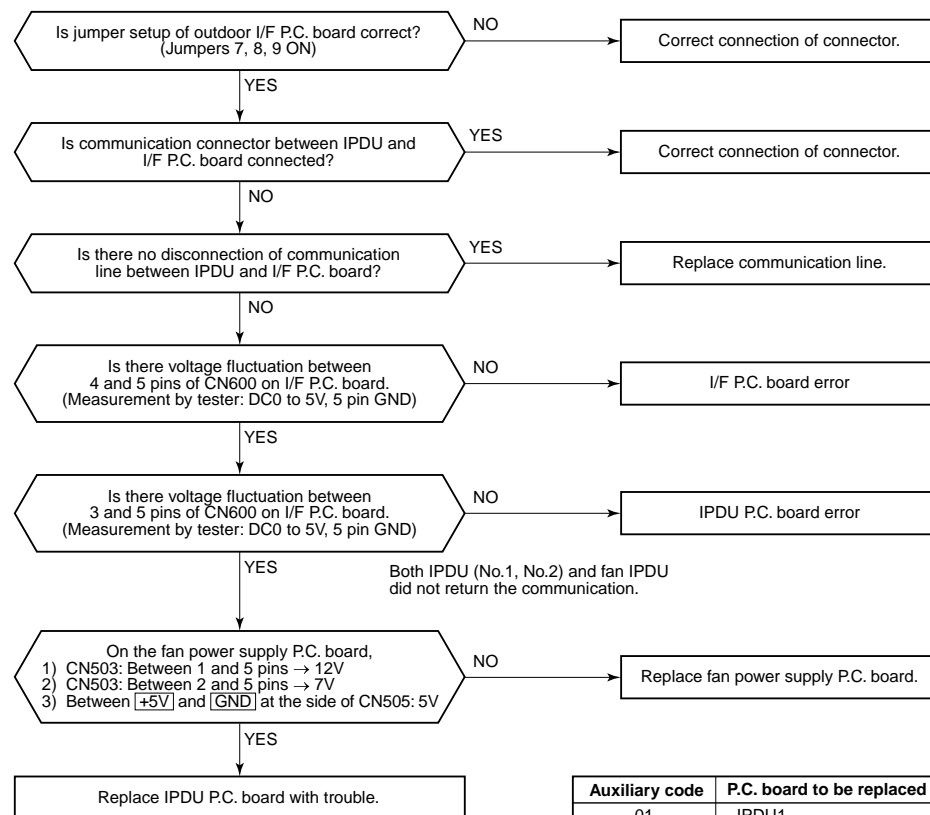 Is jumper setup of outdoor I/F P.C. board correct?
(Jumpers 7, 8, 9 ON)
NO
Correct connection of connector.
YES
Is communication connector between IPDU and
I/F P.C. board connected?
YES
Correct connection of connector.
NO
Is there no disconnection of communication
line between IPDU and I/F P.C. board?
YES
Replace communication line.
NO
Is there voltage fluctuation between
4 and 5 pins of CN600 on I/F P.C. board.
(Measurement by tester: DC0 to 5V, 5 pin GND)
NO
I/F P.C. board error
YES
Is there voltage fluctuation between
3 and 5 pins of CN600 on I/F P.C. board.
(Measurement by tester: DC0 to 5V, 5 pin GND)
NO
IPDU P.C. board error
YES
Both IPDU (No.1, No.2) and fan IPDU
did not return the communication.
On the fan power supply P.C. board,
1) CN503: Between 1 and 5 pins → 12V
2) CN503: Between 2 and 5 pins → 7V
3) Between +5V and GND at the side of CN505: 5V
NO
Replace fan power supply P.C. board.
YES
Replace IPDU P.C. board with trouble.
Auxiliary code P.C. board to be replaced
01 IPDU1